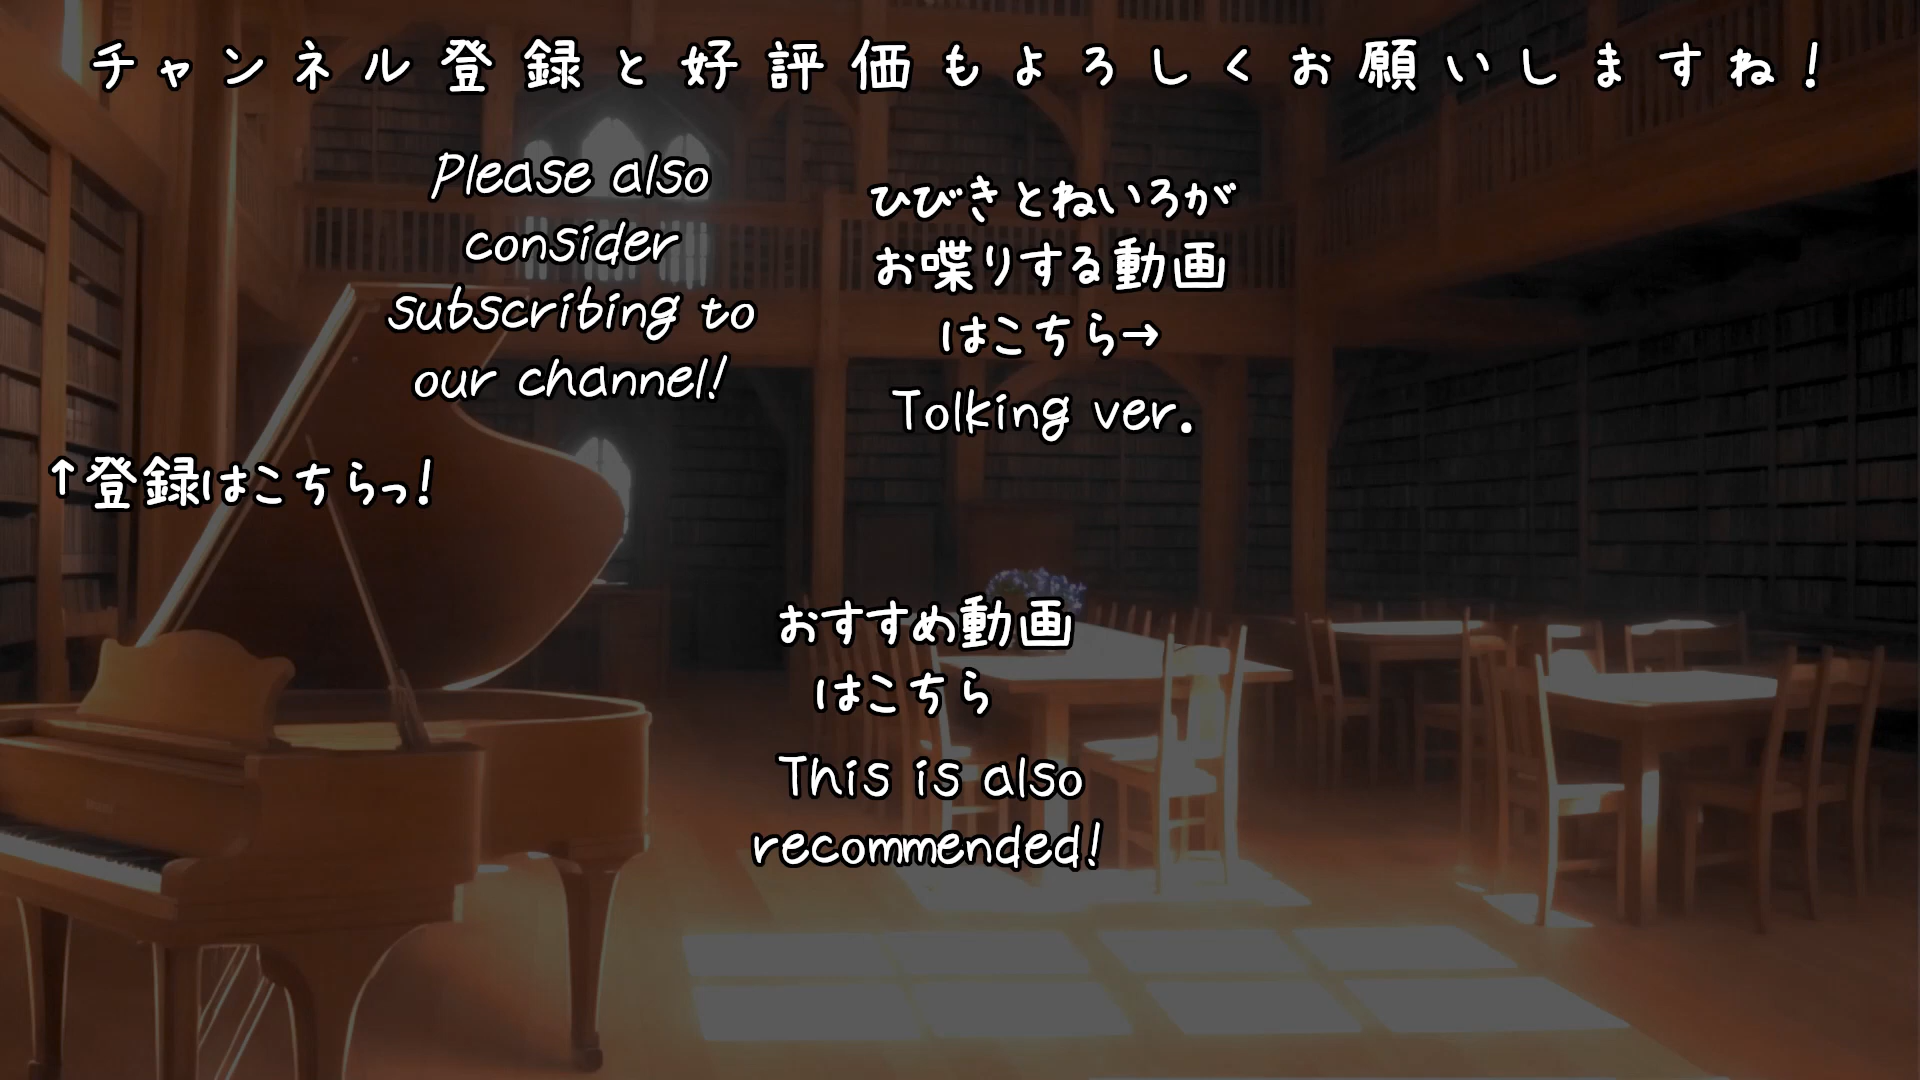 チャンネル登録と好評価もよろしくお願いしますね!
Please also
consider
subscribing to
our channel!
↑登録はこちらっ!
ひびきとねいろが
お喋りする動画
はこちら→
Tolking ver.
おすすめ動画
はこちら
This is also
recommended!